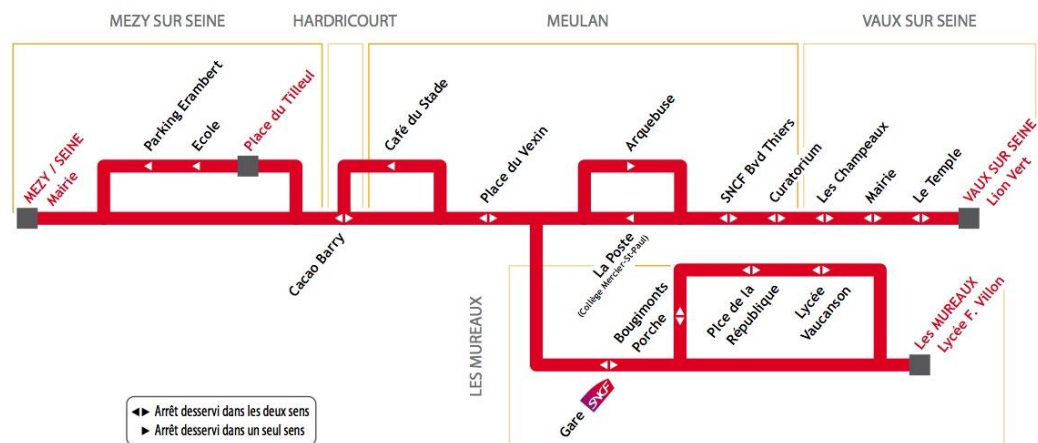 MEZY SUR SEINE
HARDRICOURT
MEULAN
VAUX SUR SEINE
MEZY / SEINE
Mairie
Parking Erambert
Ecole
Place du Tilleul
Cacao Barry
Café du Stade
Place du Vexin
Arquebuse
La Poste
(Collège Mercier-St-Paul)
SNCF Bvd Thiers
Curatorium
Les Champeaux
Mairie
Le Temple
VAUX SUR SEINE
Lion Vert
LES MUREAUX
Gare SNCF
Bougimonts
Porche
Plce de la
République
Lycée
Vaucanson
Les MUREAUX
Lycée F. Villon
◄► Arrêt desservi dans les deux sens
► Arrêt desservi dans un seul sens